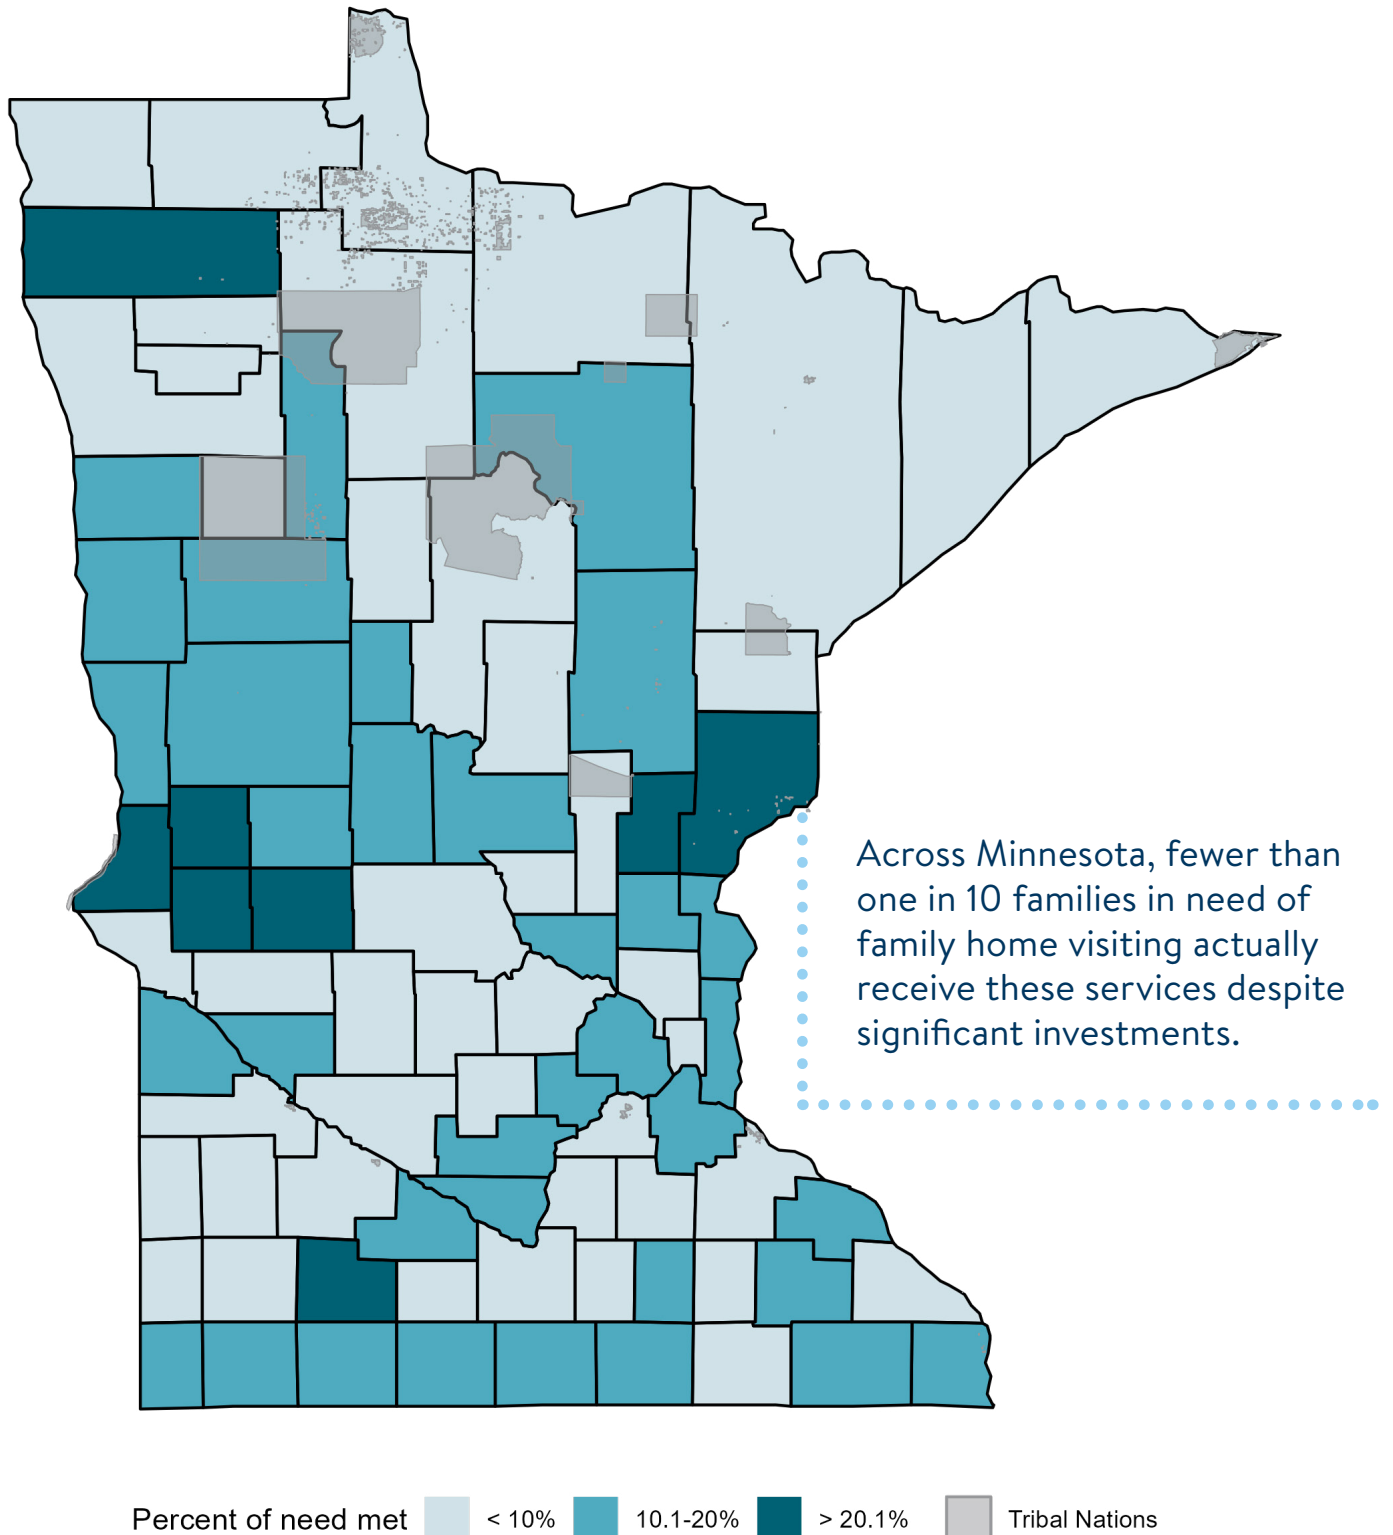 Across Minnesota, fewer than
one in 10 families in need of
family home visiting actually
receive these services despite
significant investments.
Percent of need met < 10% 10.1-20% > 20.1% Tribal Nations